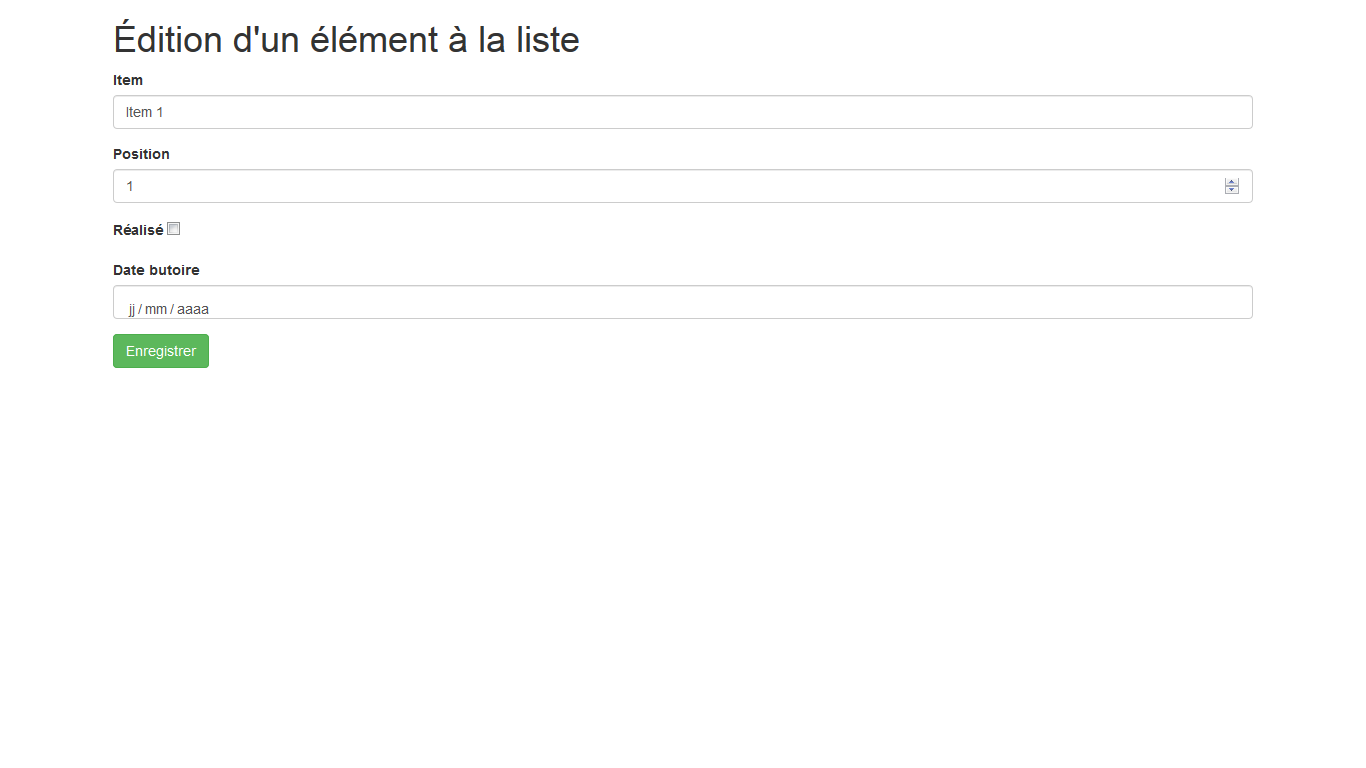 Édition d'un élément à la liste
Item
Item 1
Position
1
Réalisé
Date butoire
jj / mm / aaaa
Enregistrer